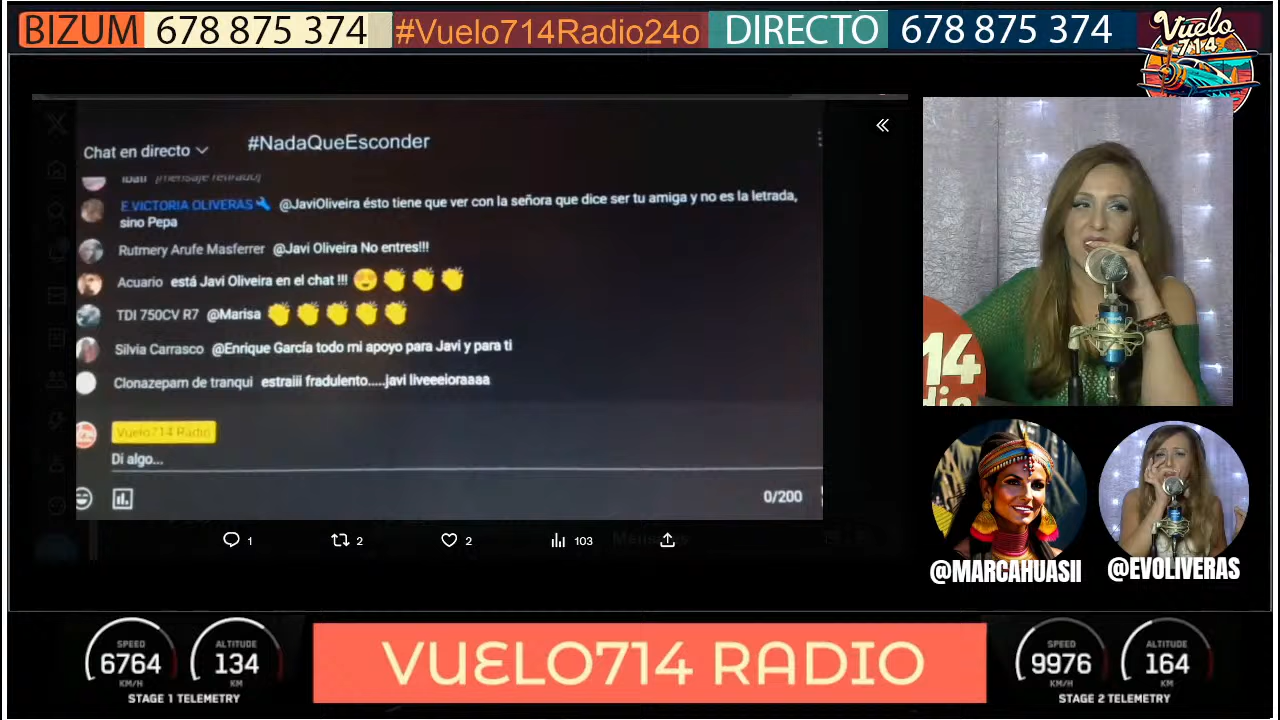 BIZUM 678 875 374 #Vuelo714Radio24o DIRECTO 678 875 374
Vuelo
714
Chat en directo
#NadaQueEsconder
[mensaje retirado]
E.VICTORIA OLIVERAS @JaviOliveira ésto tiene que ver con la señora que dice ser tu amiga y no es la letrada,
sino Pepa
Rutmery Arufe Masferrer @Javi Oliveira No entres!!!
Acuario está Javi Oliveira en el chat !!!
TDI 750CV R7 @Marisa
Silvia Carrasco @Enrique García todo mi apoyo para Javi y para ti
Clonazepam de tranqui estraiii fradulento.....javi liveeeioraaaa
Vuelo714 Radio
Di algo...
0/200
1
2
2
103
14
dio
@MARCAHUASII
@EVOLIVERAS
SPEED
6764
KM/H
ALTITUDE
134
KM
STAGE 1 TELEMETRY
VUELO714 RADIO
SPEED
9976
KM/H
ALTITUDE
164
KM
STAGE 2 TELEMETRY